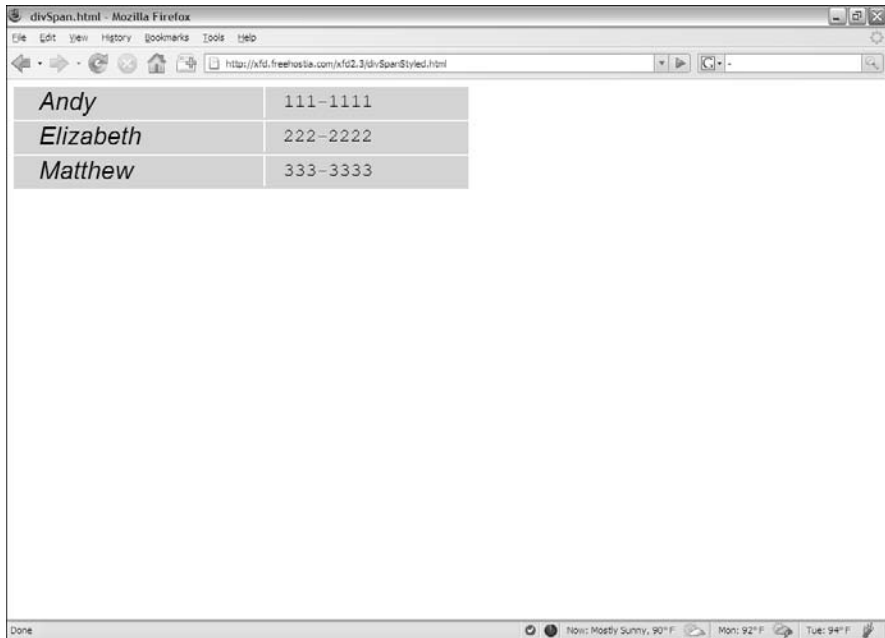 divSpan.html - Mozilla Firefox
File Edit View History Bookmarks Tools Help
http://xfd.freehostia.com/xfd2.3/divSpanStyled.html
G
Andy 111-1111
Elizabeth 222-2222
Matthew 333-3333
Done Now: Mostly Sunny, 90° F Mon: 92° F Tue: 94° F